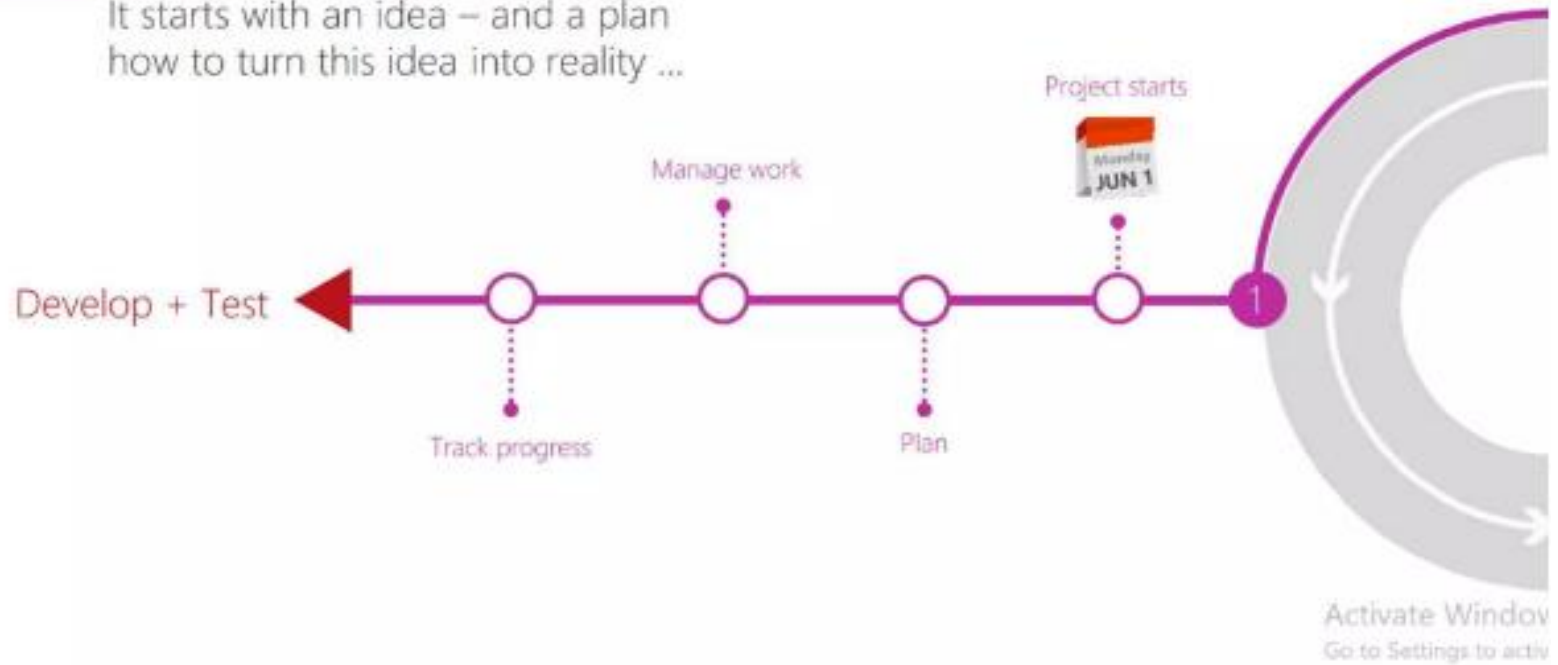 It starts with an idea – and a plan
how to turn this idea into reality ...
Project starts
Monday
JUN 1
Manage work
Develop + Test
1
Track progress
Plan
Activate Window
Go to Settings to activ